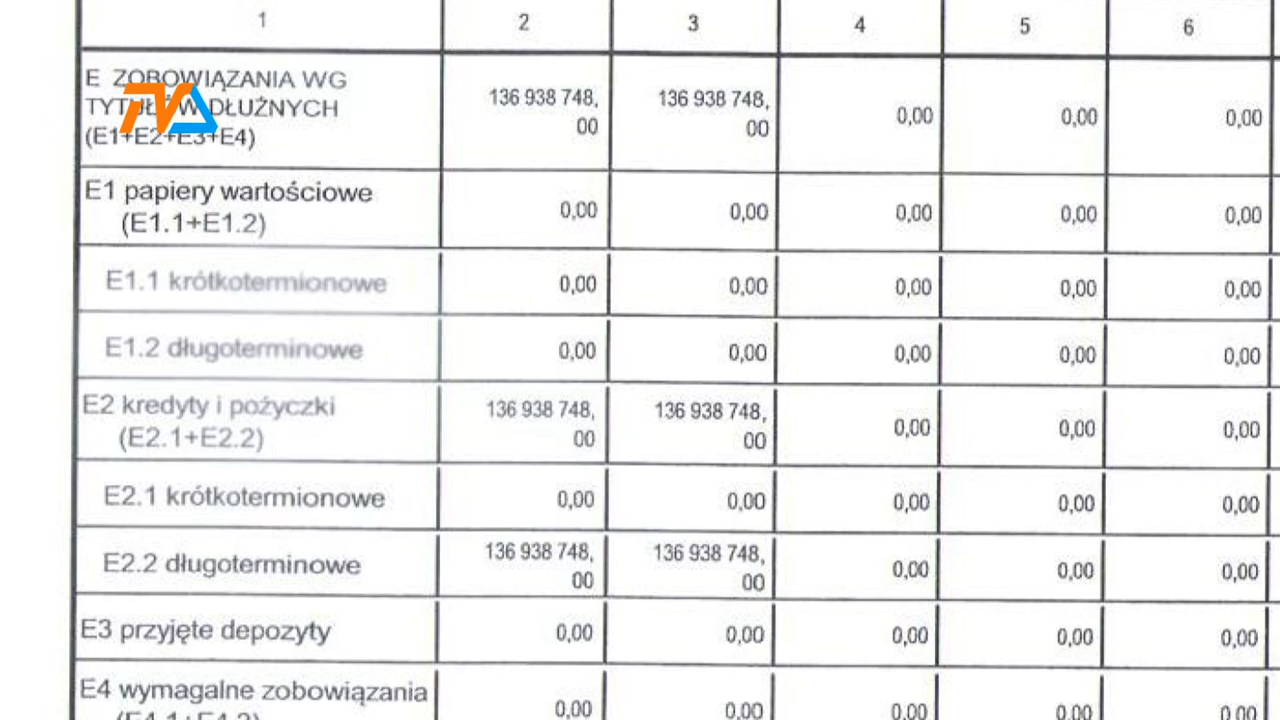 1 2 3 4 5 6
E ZOBOWIĄZANIA WG
TYTUŁÓW DŁUŻNYCH
(E1+E2+E3+E4)
136 938 748,
00
136 938 748,
00
0,00 0,00 0,00
E1 papiery wartościowe
(E1.1+E1.2)
0,00 0,00 0,00 0,00 0,00
E1.1 krótkotermionowe 0,00 0,00 0,00 0,00 0,00
E1.2 długoterminowe 0,00 0,00 0,00 0,00 0,00
E2 kredyty i pożyczki
(E2.1+E2.2)
136 938 748,
00
136 938 748,
00
0,00 0,00 0,00
E2.1 krótkotermionowe 0,00 0,00 0,00 0,00 0,00
E2.2 długoterminowe
136 938 748,
00
136 938 748,
00
0,00 0,00 0,00
E3 przyjęte depozyty 0,00 0,00 0,00 0,00 0,00
E4 wymagalne zobowiązania
0,00 0,00 0,00 0,00 0,00